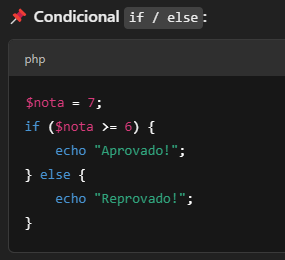 📌 Condicional if / else:
php
$nota = 7;
if ($nota >= 6) {
    echo "Aprovado!";
} else {
    echo "Reprovado!";
}